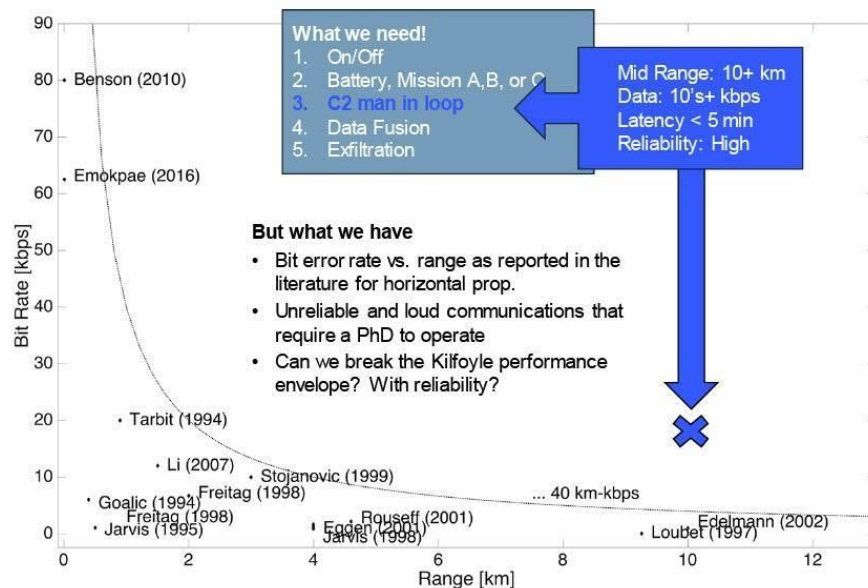 What we need!
1. On/Off
2. Battery, Mission A,B, or C
3. C2 man in loop
4. Data Fusion
5. Exfiltration
Mid Range: 10+ km
Data: 10's+ kbps
Latency < 5 min
Reliability: High
But what we have
• Bit error rate vs. range as reported in the
literature for horizontal prop.
• Unreliable and loud communications that
require a PhD to operate
• Can we break the Kilfoyle performance
envelope? With reliability?
Bit Rate [kbps]
90
80
70
60
50
40
30
20
10
0
Benson (2010)
Emokpae (2016)
Tarbit (1994)
Li (2007)
Stojanovic (1999)
Goalic (1994)
Freitag (1998)
Freitag (1998)
Jarvis (1995)
Rouseff (2001)
Eggen (2001)
Jarvis (1998)
... 40 km-kbps
Edelmann (2002)
Loubet (1997)
0 2 4 6 8 10 12
Range [km]